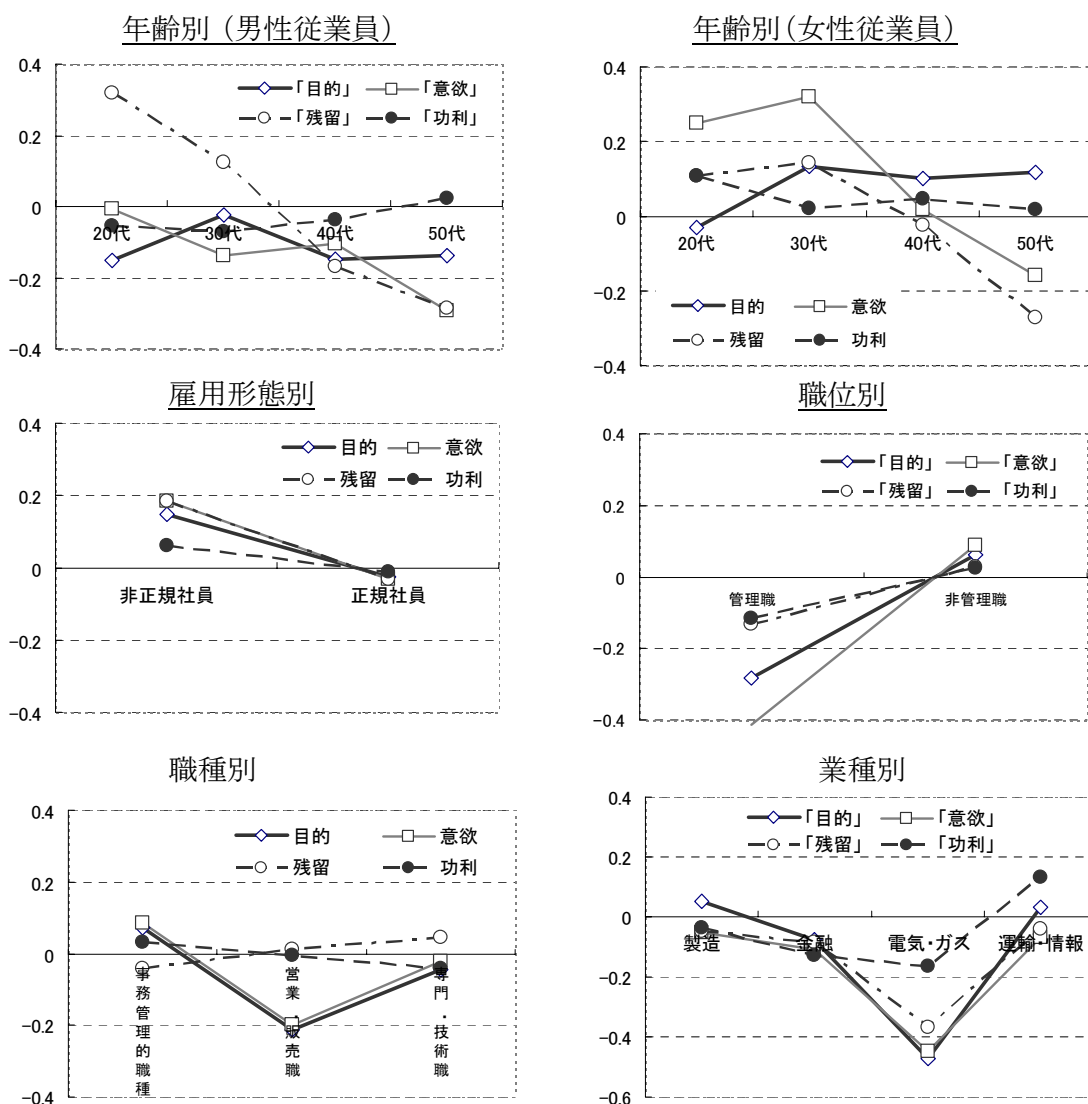 年齢別（男性従業員）
0.4
0.2
0
−0.2
−0.4
「目的」 「意欲」
「残留」 「功利」
20代 30代 40代 50代
年齢別（女性従業員）
0.4
0.2
0
−0.2
−0.4
20代 30代 40代 50代
目的 意欲
残留 功利
雇用形態別
0.4
0.2
0
−0.2
−0.4
目的 意欲
残留 功利
非正規社員 正規社員
職位別
0.4
0.2
0
−0.2
−0.4
「目的」 「意欲」
「残留」 「功利」
管理職 非管理職
職種別
0.4
0.2
0
−0.2
−0.4
目的 意欲
残留 功利
事務管理的職種
営業・販売職
専門・技術職
業種別
0.4
0.2
0
−0.2
−0.4
−0.6
「目的」 「意欲」
「残留」 「功利」
製造 金融 電気・ガス 運輸・情報